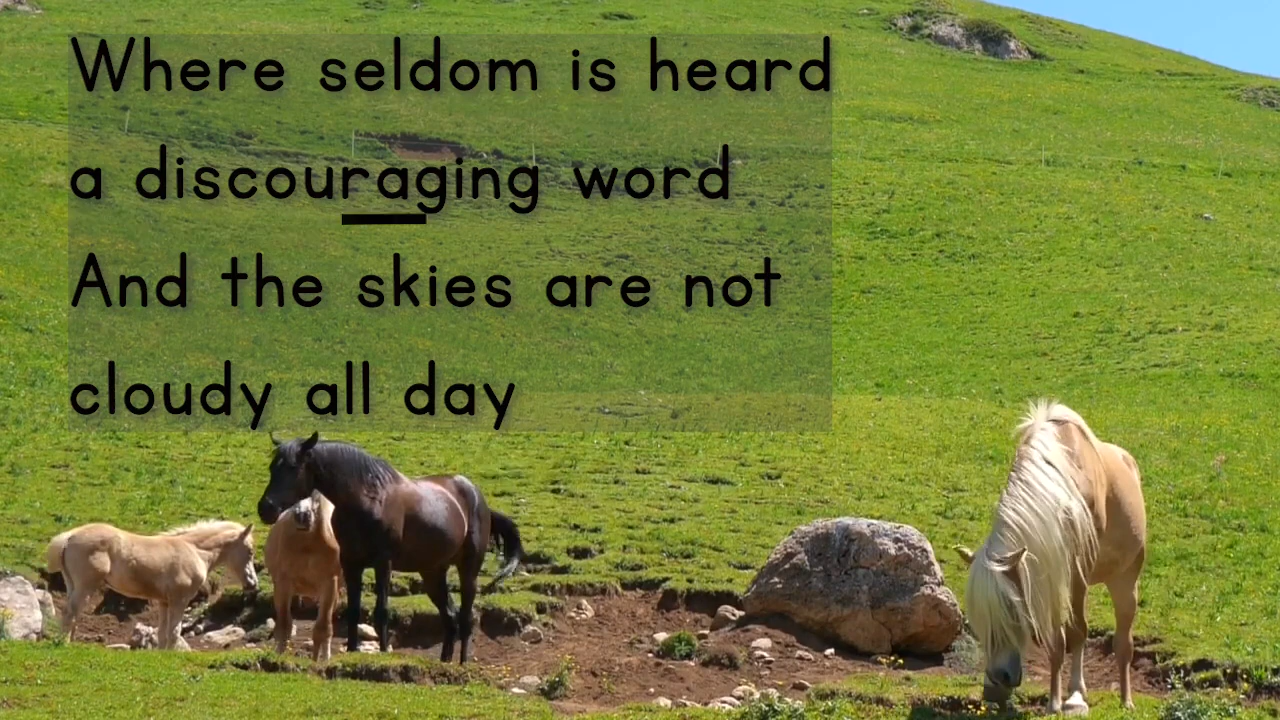 Where seldom is heard
a discouraging word
And the skies are not
cloudy all day